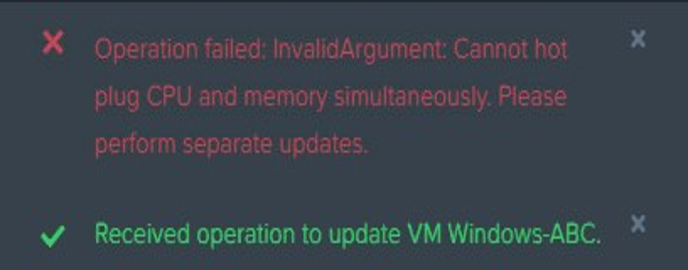 Operation failed: InvalidArgument: Cannot hot
plug CPU and memory simultaneously. Please
perform separate updates.
Received operation to update VM Windows-ABC.